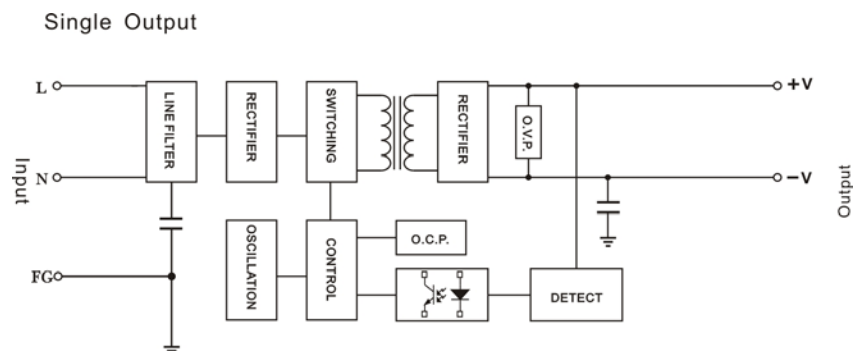 Single Output
L
N
FG
Input
LINE FILTER
RECTIFIER
SWITCHING
RECTIFIER
O.V.P.
+V
−V
Output
OSCILLATION
CONTROL
O.C.P.
DETECT